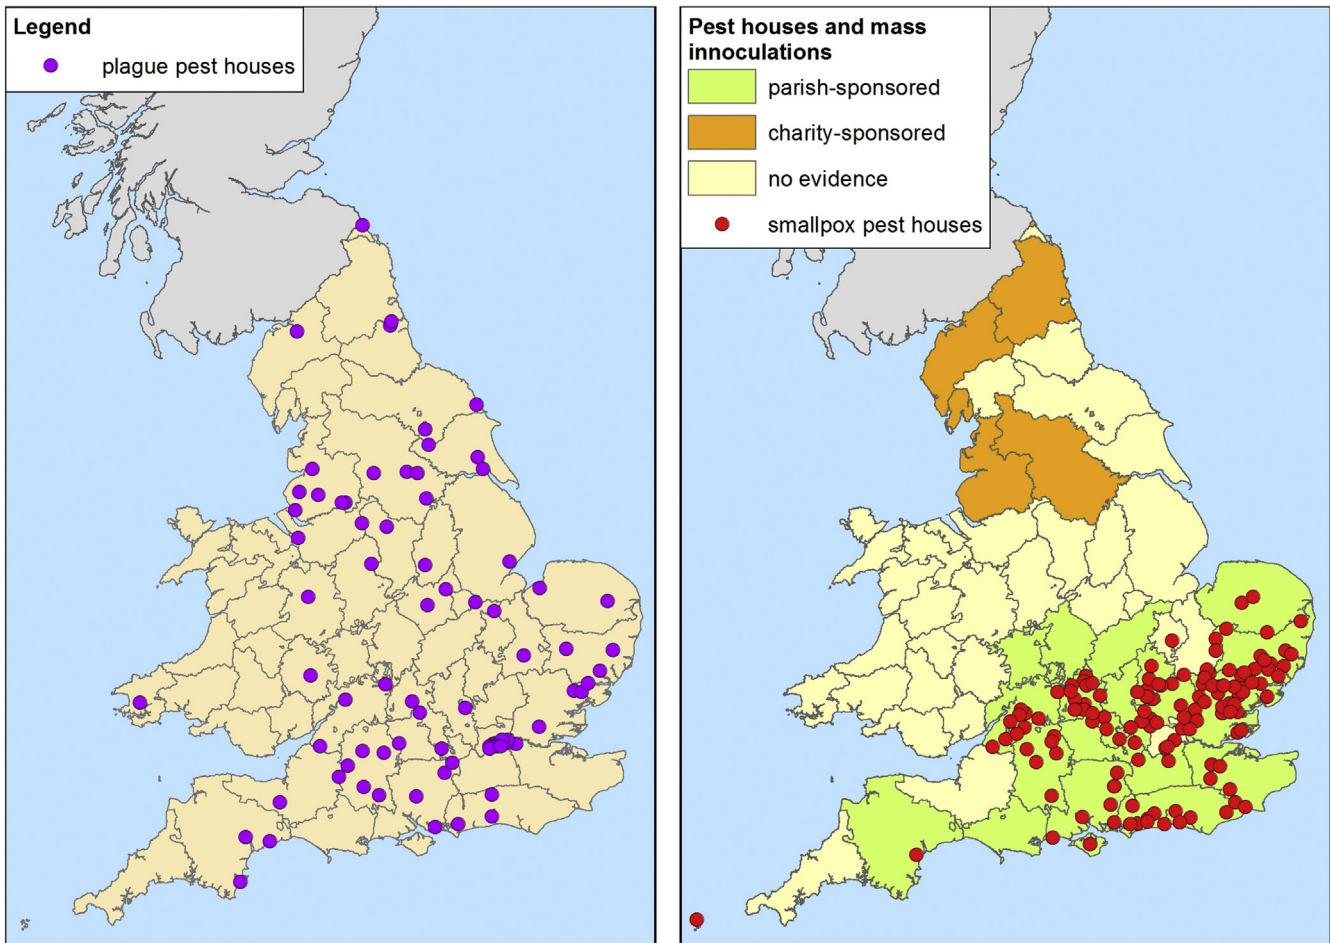 Legend
plague pest houses
Pest houses and mass
innoculations
parish-sponsored
charity-sponsored
no evidence
smallpox pest houses